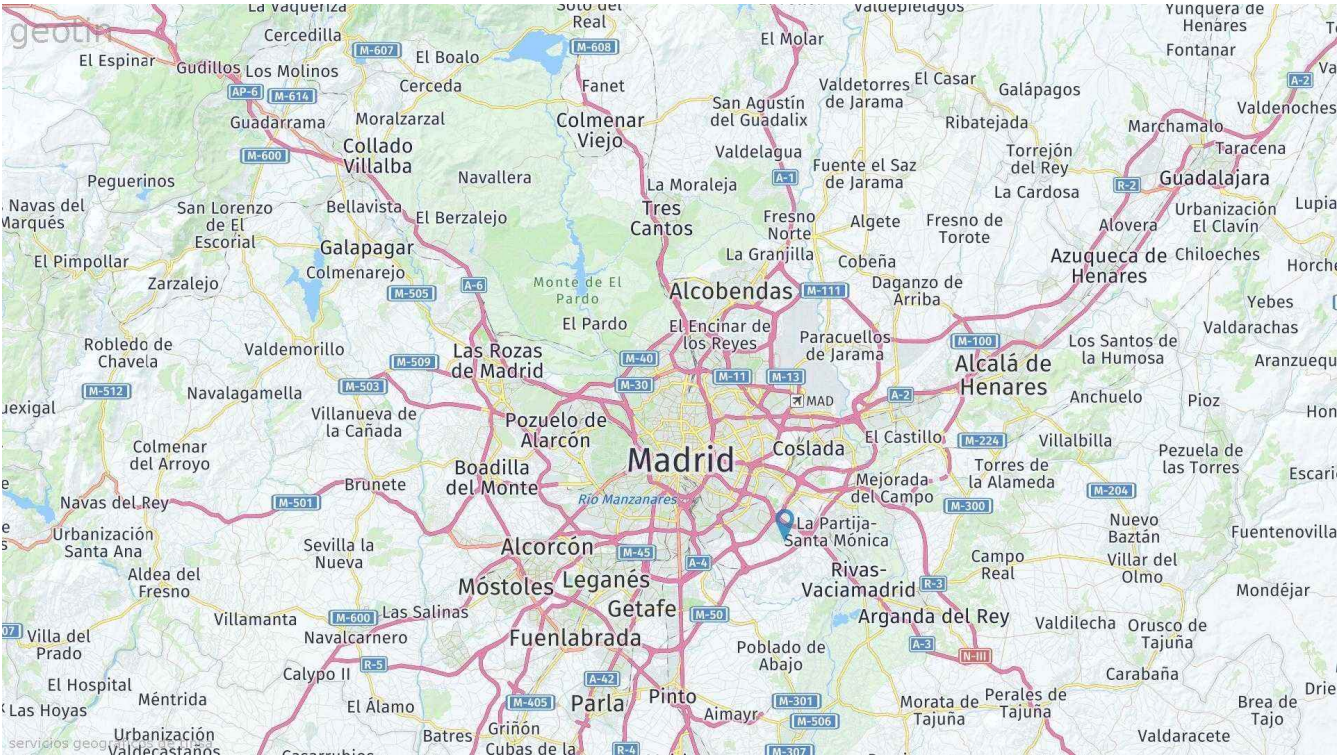 La Vaqueriza
Soto del
Real
Valdepiélagos
Yunquera de
Henares
geotin
Cercedilla
M-607
M-608
El Molar
Fontanar
El Espinar
Gudillos
Los Molinos
El Boalo
A-2
AP-6
M-614
Cerceda
Fanet
Valdetorres
de Jarama
El Casar
Galápagos
Valdenoches
Guadarrama
Moralzarzal
Colmenar
Viejo
San Agustín
del Guadalix
Ribatejada
Marchamalo
Taracena
M-600
Collado
Villalba
Valdelagua
Fuente el Saz
de Jarama
Torrejón
del Rey
Peguerinos
Navallera
La Moraleja
A-1
La Cardosa
R-2
Guadalajara
Navas del
Marqués
San Lorenzo
de El
Escorial
Bellavista
El Berzalejo
Tres
Cantos
Fresno
Norte
Algete
Fresno de
Torote
Alovera
Urbanización
El Clavín
Lupia
El Pimpollar
Galapagar
Colmenarejo
La Granjilla
Cobeña
Azuqueca de
Henares
Chiloeches
Horche
Zarzalejo
M-505
A-6
Monte de El
Pardo
Alcobendas
M-111
Daganzo de
Arriba
Yebes
El Pardo
El Encinar de
los Reyes
Paracuellos
de Jarama
M-100
Los Santos de
la Humosa
Valdarachas
Robledo de
Chavela
Valdemorillo
M-509
Las Rozas
de Madrid
M-40
Alcalá de
Henares
Aranzuequ
M-512
Navalagamella
M-503
M-30
M-11
M-13
MAD
A-2
Anchuelo
Pioz
Hon
uexigal
Villanueva de
la Cañada
Pozuelo de
Alarcón
Colmenar
del Arroyo
Madrid
Coslada
El Castillo
M-224
Villalbilla
Pezuela de
las Torres
Escari
Navas del Rey
M-501
Brunete
Boadilla
del Monte
Río Manzanares
Mejorada
del Campo
Torres de
la Alameda
M-204
M-300
Urbanización
Santa Ana
Sevilla la
Nueva
Alcorcón
M-45
A-4
La Partija-
Santa Mónica
Nuevo
Baztán
Fuentenovilla
Aldea del
Fresno
Móstoles
Leganés
Rivas-
Vaciamadrid
R-3
Campo
Real
Villar del
Olmo
Mondéjar
Villamanta
M-600
Las Salinas
Getafe
M-50
Arganda del Rey
Valdilecha
Orusco de
Tajuña
07
Villa del
Prado
Navalcarnero
Fuenlabrada
A-3
N-III
R-5
Calypo II
Poblado de
Abajo
Carabaña
El Hospital
Méntrida
Las Hoyas
El Álamo
M-405
A-42
Parla
Pinto
Aimayr
M-301
M-506
Morata de
Tajuña
Perales de
Tajuña
Brea de
Tajo
Drie
Urbanización
Valdecastaños
Batres
Griñón
Cubas de la
R-4
M-307
Valdaracete
Casarrubios